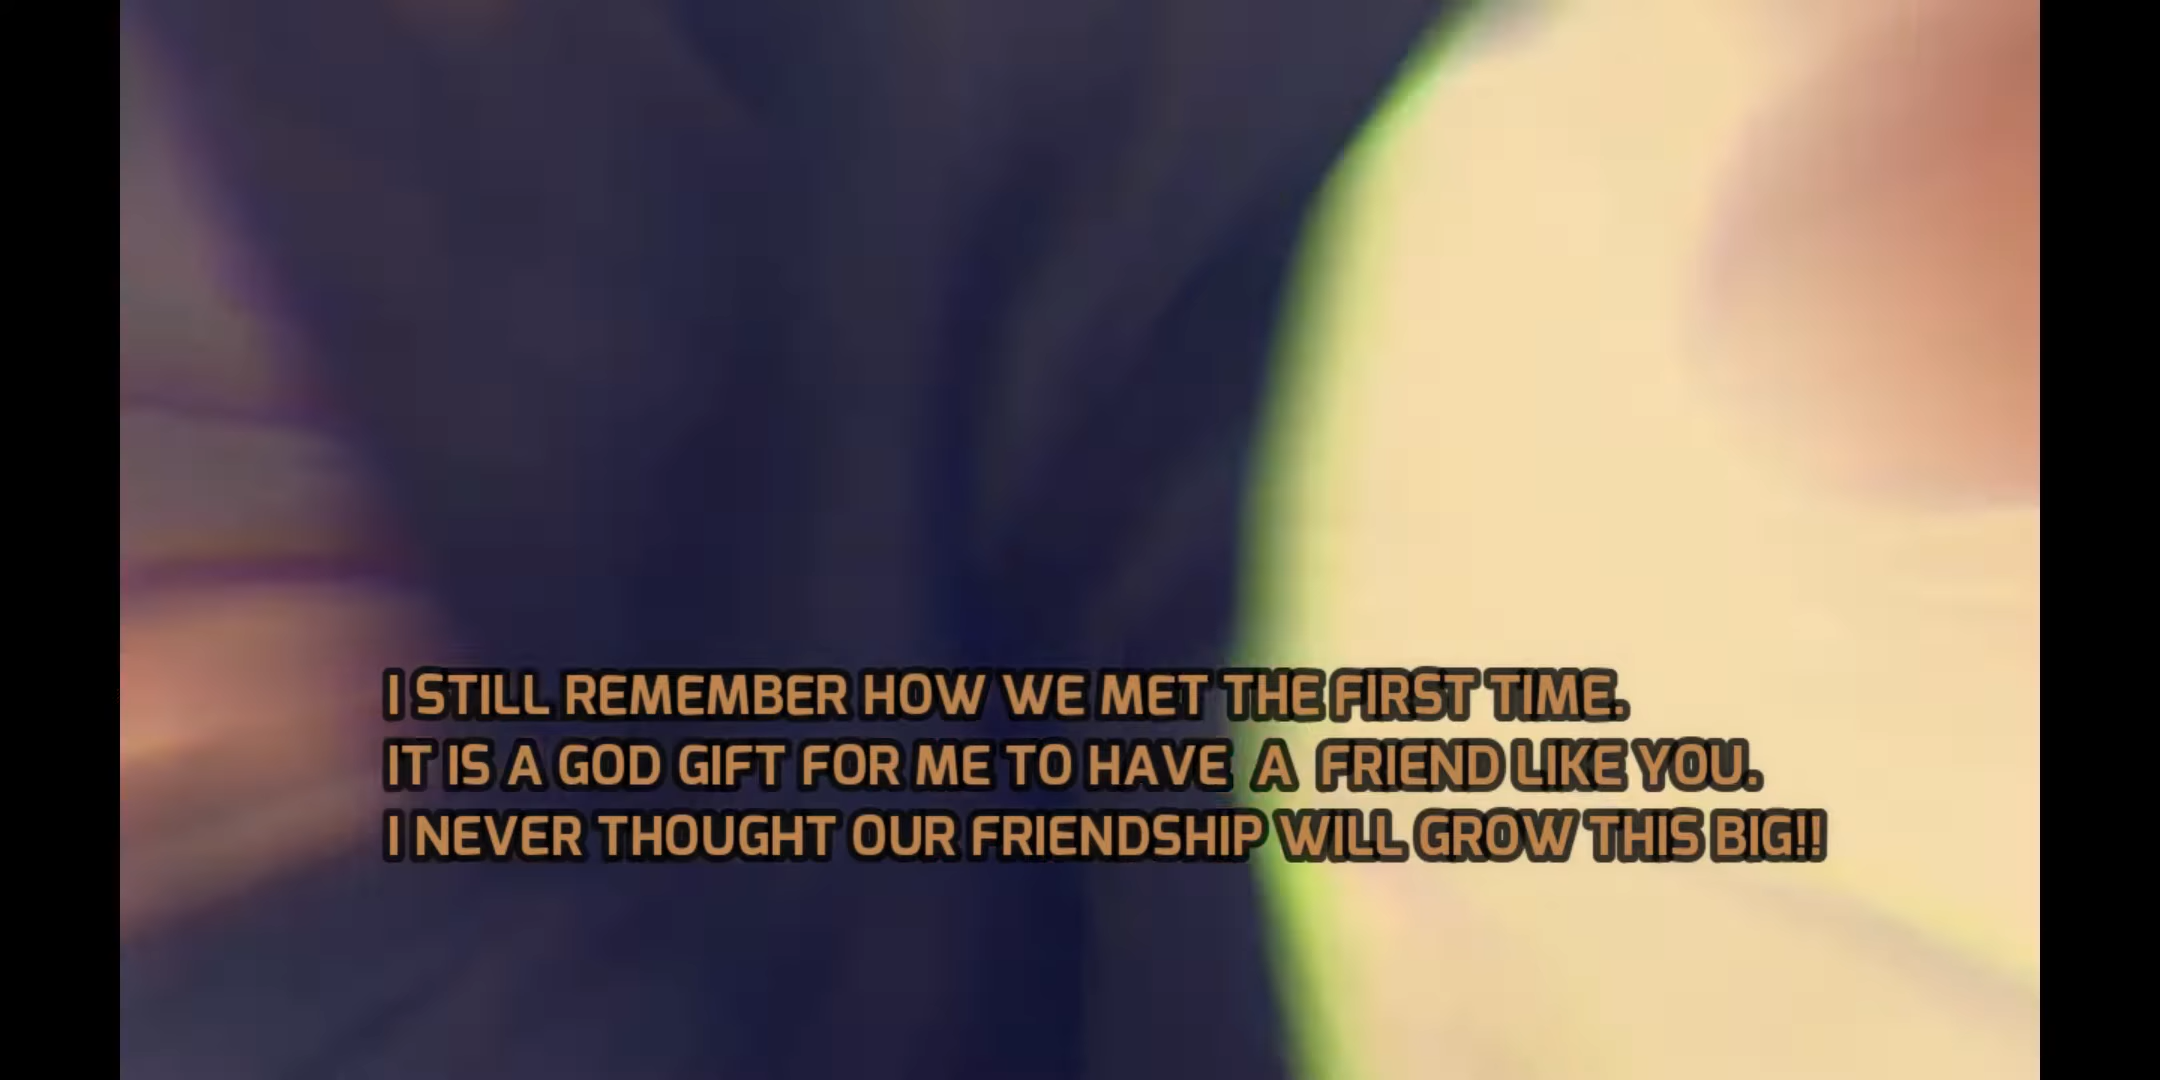 I STILL REMEMBER HOW WE MET THE FIRST TIME.
IT IS A GOD GIFT FOR ME TO HAVE A FRIEND LIKE YOU.
I NEVER THOUGHT OUR FRIENDSHIP WILL GROW THIS BIG!!